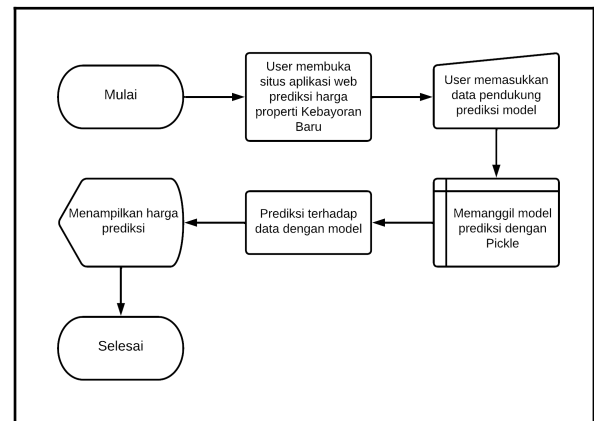 Mulai
User membuka
situs aplikasi web
prediksi harga
properti Kebayoran
Baru
User memasukkan
data pendukung
prediksi model
Memanggil model
prediksi dengan
Pickle
Prediksi terhadap
data dengan model
Menampilkan harga
prediksi
Selesai